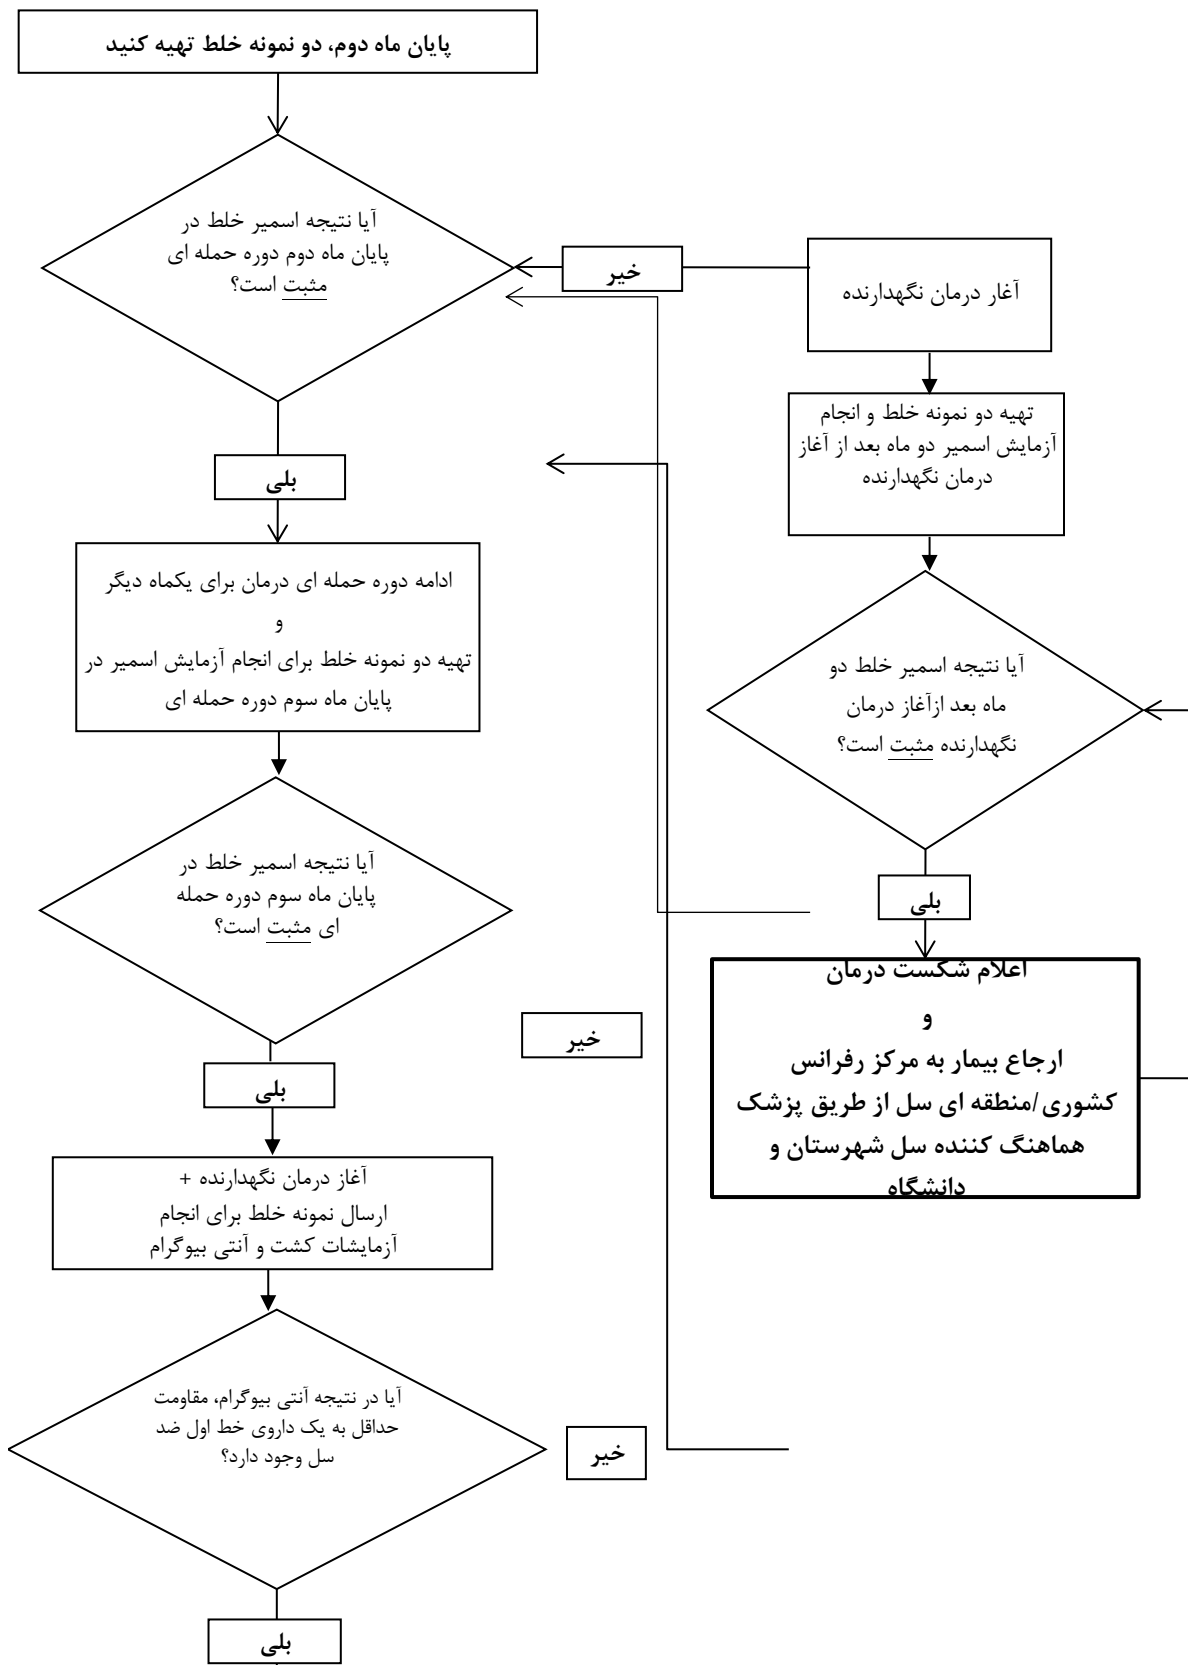 پایان ماه دوم، دو نمونه خلط تهیه کنید
آیا نتیجه اسمیر خلط در
پایان ماه دوم دوره حمله ای
مثبت است؟
خیر
آغار درمان نگهدارنده
تهیه دو نمونه خلط و انجام
آزمایش اسمیر دو ماه بعد از آغاز
درمان نگهدارنده
بلی
ادامه دوره حمله ای درمان برای یکماه دیگر
و
تهیه دو نمونه خلط برای انجام آزمایش اسمیر در
پایان ماه سوم دوره حمله ای
آیا نتیجه اسمیر خلط دو
ماه بعد ازآغاز درمان
نگهدارنده مثبت است؟
آیا نتیجه اسمیر خلط در
پایان ماه سوم دوره حمله
ای مثبت است؟
بلی
اعلام شکست درمان
و
ارجاع بیمار به مرکز رفرانس
کشوری/منطقه ای سل از طریق پزشک
هماهنگ کننده سل شهرستان و
دانشگاه
خیر
بلی
آغاز درمان نگهدارنده +
ارسال نمونه خلط برای انجام
آزمایشات کشت و آنتی بیوگرام
آیا در نتیجه آنتی بیوگرام، مقاومت
حداقل به یک داروی خط اول ضد
سل وجود دارد؟
خیر
بلی